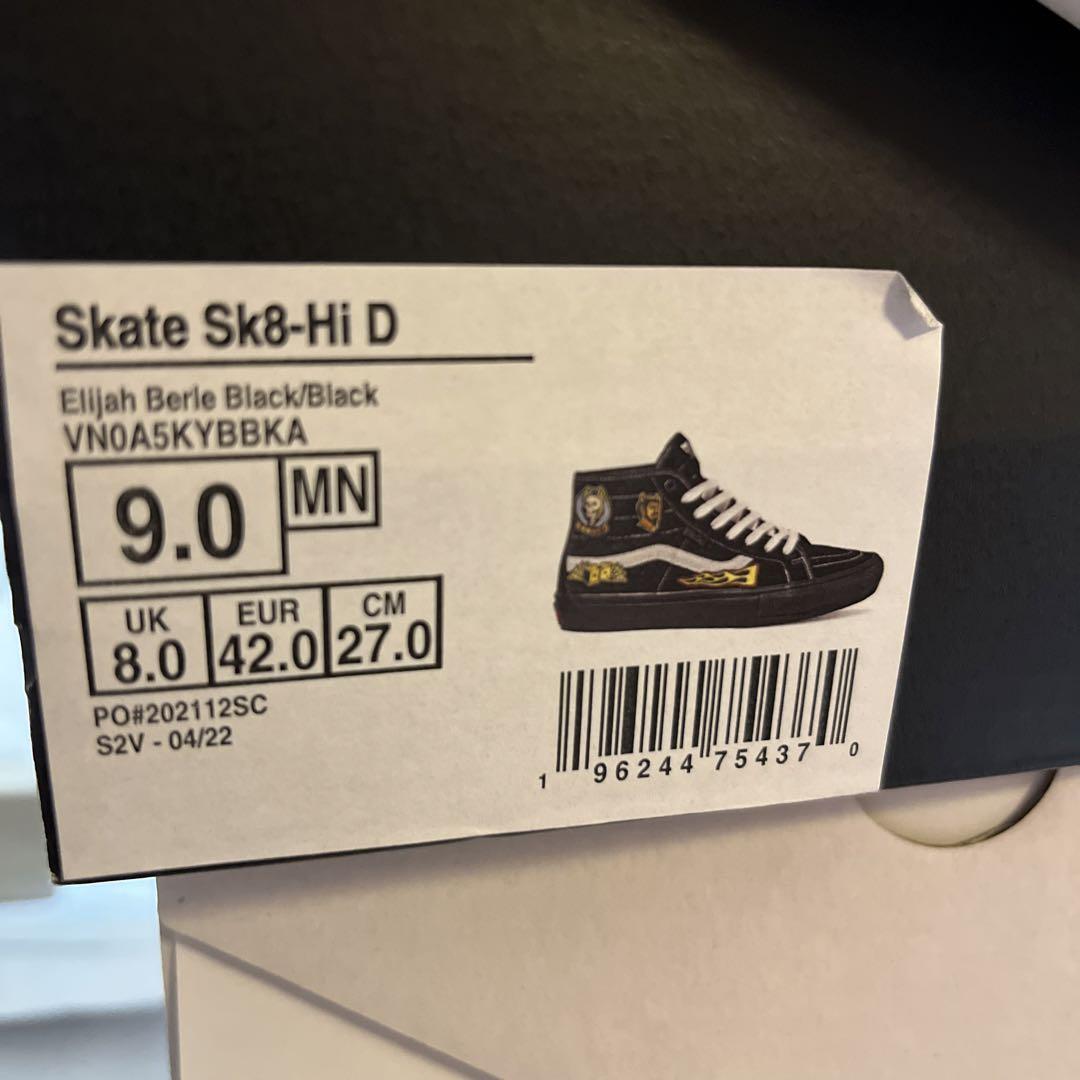 Skate Sk8-Hi D
Elijah Berle Black/Black
VN0A5KYBBKA
9.0 MN
UK EUR CM
8.0 42.0 27.0
PO#202112SC
S2V - 04/22
1 96244 75437 0